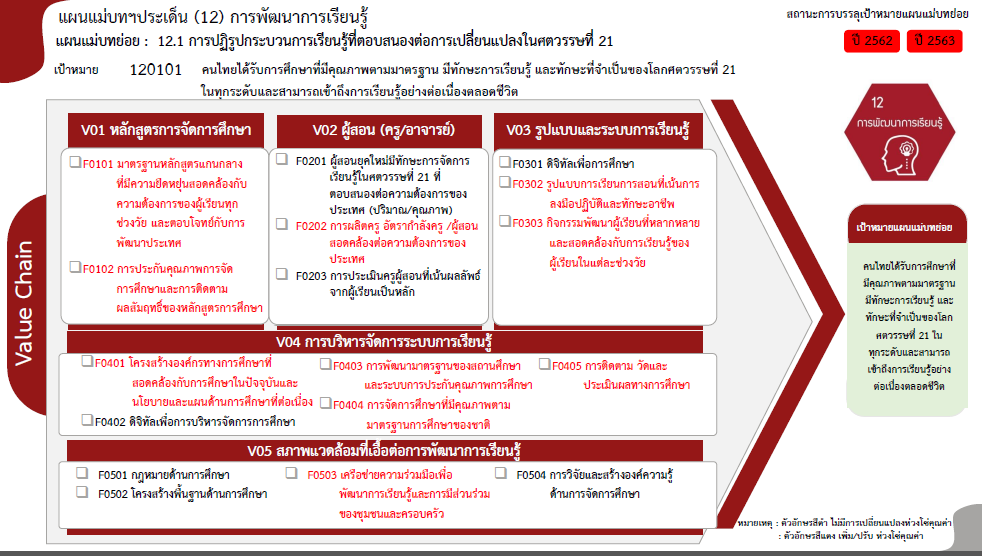 แผนแม่บทฯประเด็น (12) การพัฒนาการเรียนรู้
แผนแม่บทย่อย : 12.1 การปฏิรูปกระบวนการเรียนรู้ที่ตอบสนองต่อการเปลี่ยนแปลงในศตวรรษที่ 21
เป้าหมาย 120101 คนไทยได้รับการศึกษาที่มีคุณภาพตามมาตรฐาน มีทักษะการเรียนรู้ และทักษะที่จำเป็นของโลกศตวรรษที่ 21
ในทุกระดับและสามารถเข้าถึงการเรียนรู้อย่างต่อเนื่องตลอดชีวิต
สถานะการบรรลุเป้าหมายแผนแม่บทย่อย
ปี 2562 ปี 2563
Value Chain
V01 หลักสูตรการจัดการศึกษา
F0101 มาตรฐานหลักสูตรแกนกลาง
ที่มีความยืดหยุ่นสอดคล้องกับ
ความต้องการของผู้เรียนทุก
ช่วงวัย และตอบโจทย์กับการ
พัฒนาประเทศ
F0102 การประกันคุณภาพการจัด
การศึกษาและการติดตาม
ผลสัมฤทธิ์ของหลักสูตรการศึกษา
V02 ผู้สอน (ครู/อาจารย์)
F0201 ผู้สอนยุคใหม่มีทักษะการจัดการ
เรียนรู้ในศตวรรษที่ 21 ที่
ตอบสนองต่อความต้องการของ
ประเทศ (ปริมาณ/คุณภาพ)
F0202 การผลิตครู อัตรากำลังครู /ผู้สอน
สอดคล้องต่อความต้องการของ
ประเทศ
F0203 การประเมินครูผู้สอนที่เน้นผลลัพธ์
จากผู้เรียนเป็นหลัก
V03 รูปแบบและระบบการเรียนรู้
F0301 ดิจิทัลเพื่อการศึกษา
F0302 รูปแบบการเรียนการสอนที่เน้นการ
ลงมือปฏิบัติและทักษะอาชีพ
F0303 กิจกรรมพัฒนาผู้เรียนที่หลากหลาย
และสอดคล้องกับการเรียนรู้ของ
ผู้เรียนในแต่ละช่วงวัย
V04 การบริหารจัดการระบบการเรียนรู้
F0401 โครงสร้างองค์กรทางการศึกษาที่
สอดคล้องกับการศึกษาในปัจจุบันและ
นโยบายและแผนด้านการศึกษาที่ต่อเนื่อง
F0402 ดิจิทัลเพื่อการบริหารจัดการการศึกษา
F0403 การพัฒนามาตรฐานของสถานศึกษา
และระบบการประกันคุณภาพการศึกษา
F0404 การจัดการศึกษาที่มีคุณภาพตาม
มาตรฐานการศึกษาของชาติ
F0405 การติดตาม วัดและ
ประเมินผลทางการศึกษา
V05 สภาพแวดล้อมที่เอื้อต่อการพัฒนาการเรียนรู้
F0501 กฎหมายด้านการศึกษา
F0502 โครงสร้างพื้นฐานด้านการศึกษา
F0503 เครือข่ายความร่วมมือเพื่อ
พัฒนาการเรียนรู้และการมีส่วนร่วม
ของชุมชนและครอบครัว
F0504 การวิจัยและสร้างองค์ความรู้
ด้านการจัดการศึกษา
12
การพัฒนาการเรียนรู้
เป้าหมายแผนแม่บทย่อย
คนไทยได้รับการศึกษาที่
มีคุณภาพตามมาตรฐาน
มีทักษะการเรียนรู้ และ
ทักษะที่จำเป็นของโลก
ศตวรรษที่ 21 ใน
ทุกระดับและสามารถ
เข้าถึงการเรียนรู้อย่าง
ต่อเนื่องตลอดชีวิต
หมายเหตุ : ตัวอักษรสีดำ ไม่มีการเปลี่ยนแปลงห่วงโซ่คุณค่า
: ตัวอักษรสีแดง เพิ่ม/ปรับ ห่วงโซ่คุณค่า